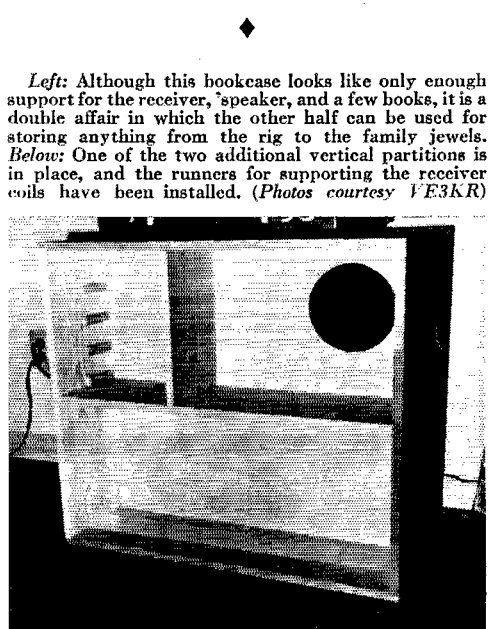 Left: Although this bookcase looks like only enough
support for the receiver, speaker, and a few books, it is a
double affair in which the other half can be used for
storing anything from the rig to the family jewels.
Below: One of the two additional vertical partitions is
in place, and the runners for supporting the receiver
coils have been installed. (Photos courtesy VE3KR)